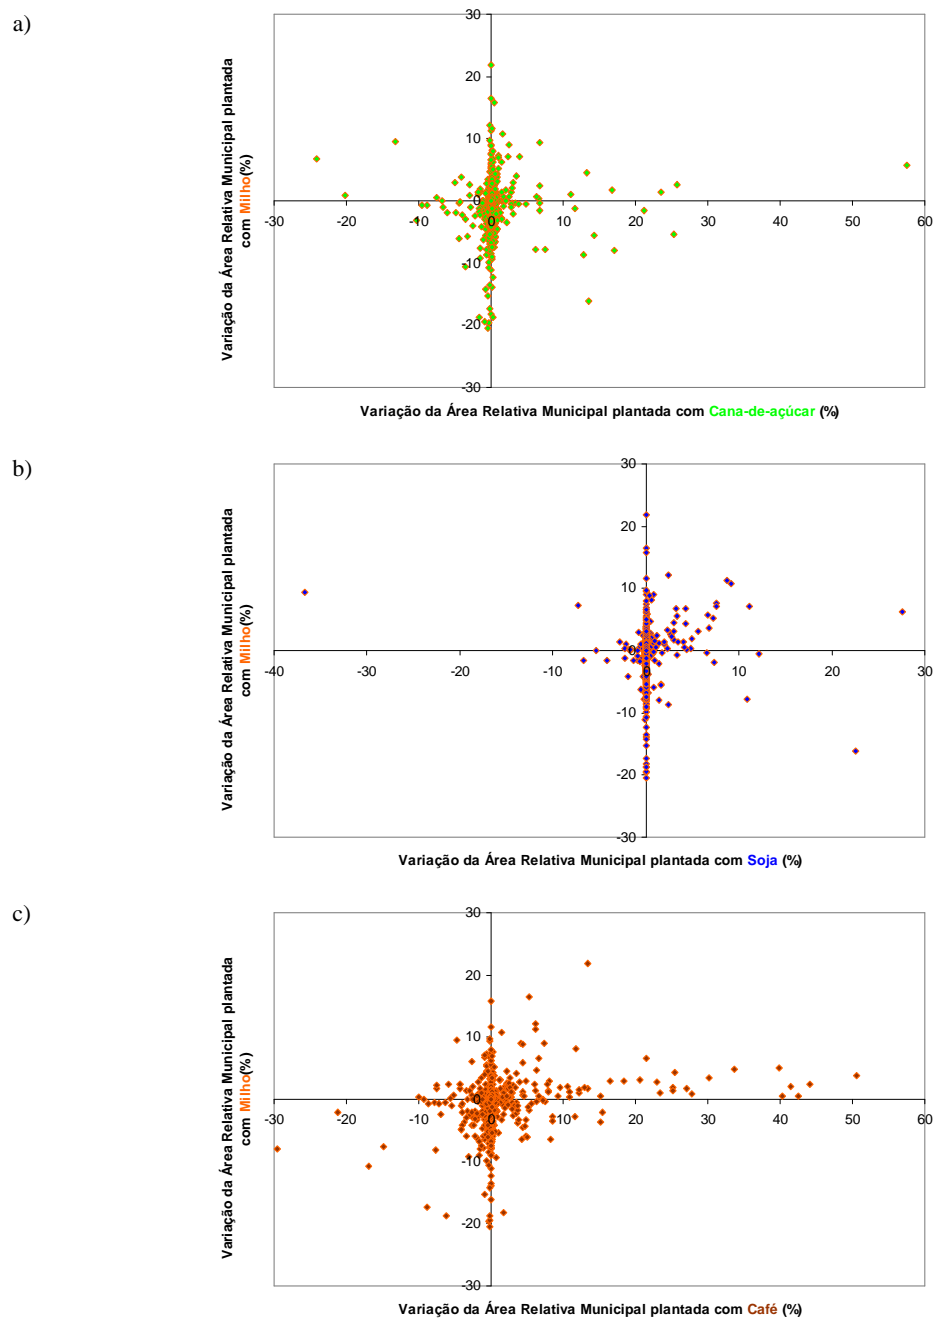 a)
30
20
10
0
-10
-20
-30
-30 -20 -10 0 10 20 30 40 50 60
Variação da Área Relativa Municipal plantada
com Milho(%)
Variação da Área Relativa Municipal plantada com Cana-de-açúcar (%)
b)
30
20
10
0
-10
-20
-30
-40 -30 -20 -10 0 10 20 30
Variação da Área Relativa Municipal plantada
com Milho(%)
Variação da Área Relativa Municipal plantada com Soja (%)
c)
30
20
10
0
-10
-20
-30
-30 -20 -10 0 10 20 30 40 50 60
Variação da Área Relativa Municipal plantada
com Milho(%)
Variação da Área Relativa Municipal plantada com Café (%)